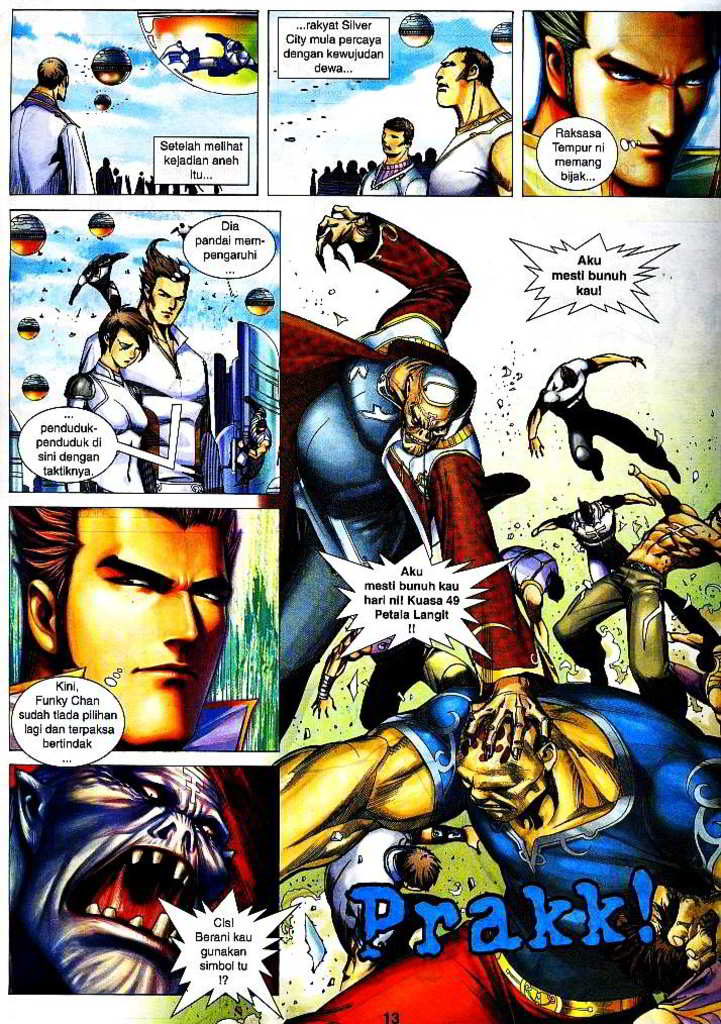 Setelah melihat
kejadian aneh
itu...
...rakyat Silver
City mula percaya
dengan kewujudan
dewa...
Raksasa
Tempur ni
memang
bijak...
Dia
pandai mem-
pengaruhi
...
...
penduduk-
penduduk di
sini dengan
taktiknya.
Aku
mesti bunuh
kau!
Aku
mesti bunuh kau
hari ni! Kuasa 49
Petala Langit
!!
Kini,
Funky Chan
sudah tiada pilihan
lagi dan terpaksa
bertindak
...
Cis!
Berani kau
gunakan
simbol tu
!?
Prakk!
13